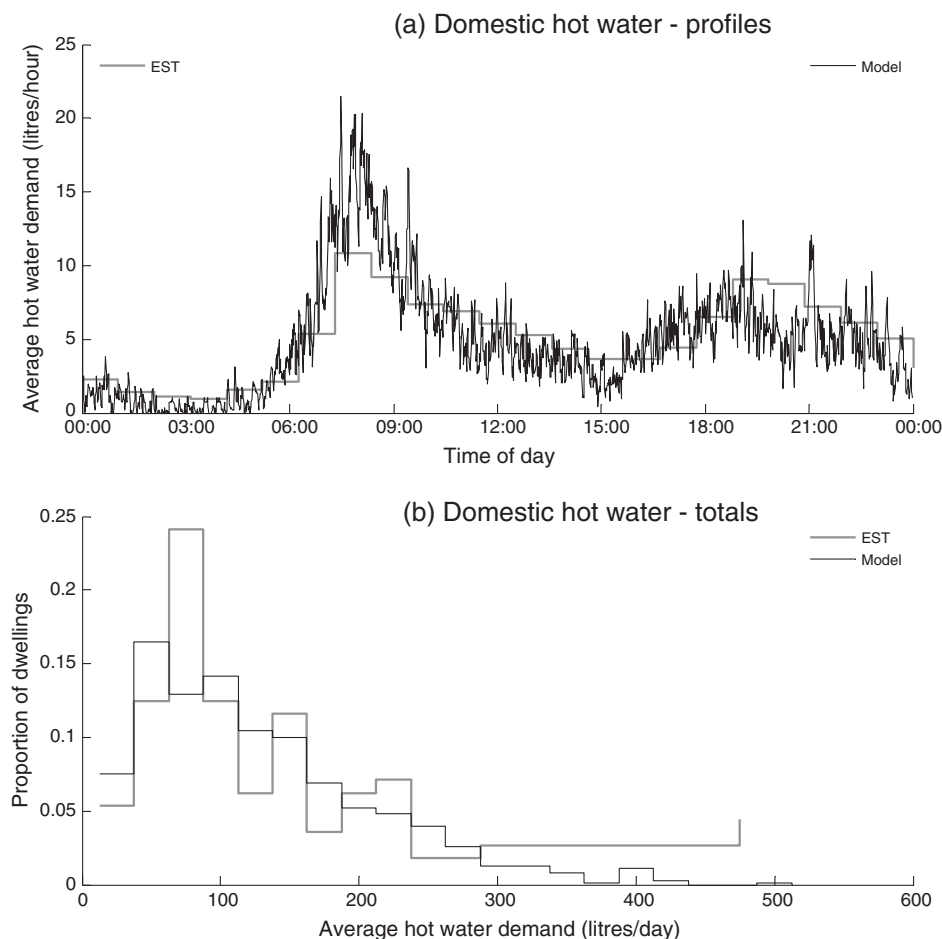 (a) Domestic hot water - profiles
Average hot water demand (litres/hour)
25
20
15
10
5
0
EST
Model
00:00 03:00 06:00 09:00 12:00 15:00 18:00 21:00 00:00
Time of day
(b) Domestic hot water - totals
Proportion of dwellings
0.25
0.2
0.15
0.1
0.05
0
EST
Model
0 100 200 300 400 500 600
Average hot water demand (litres/day)